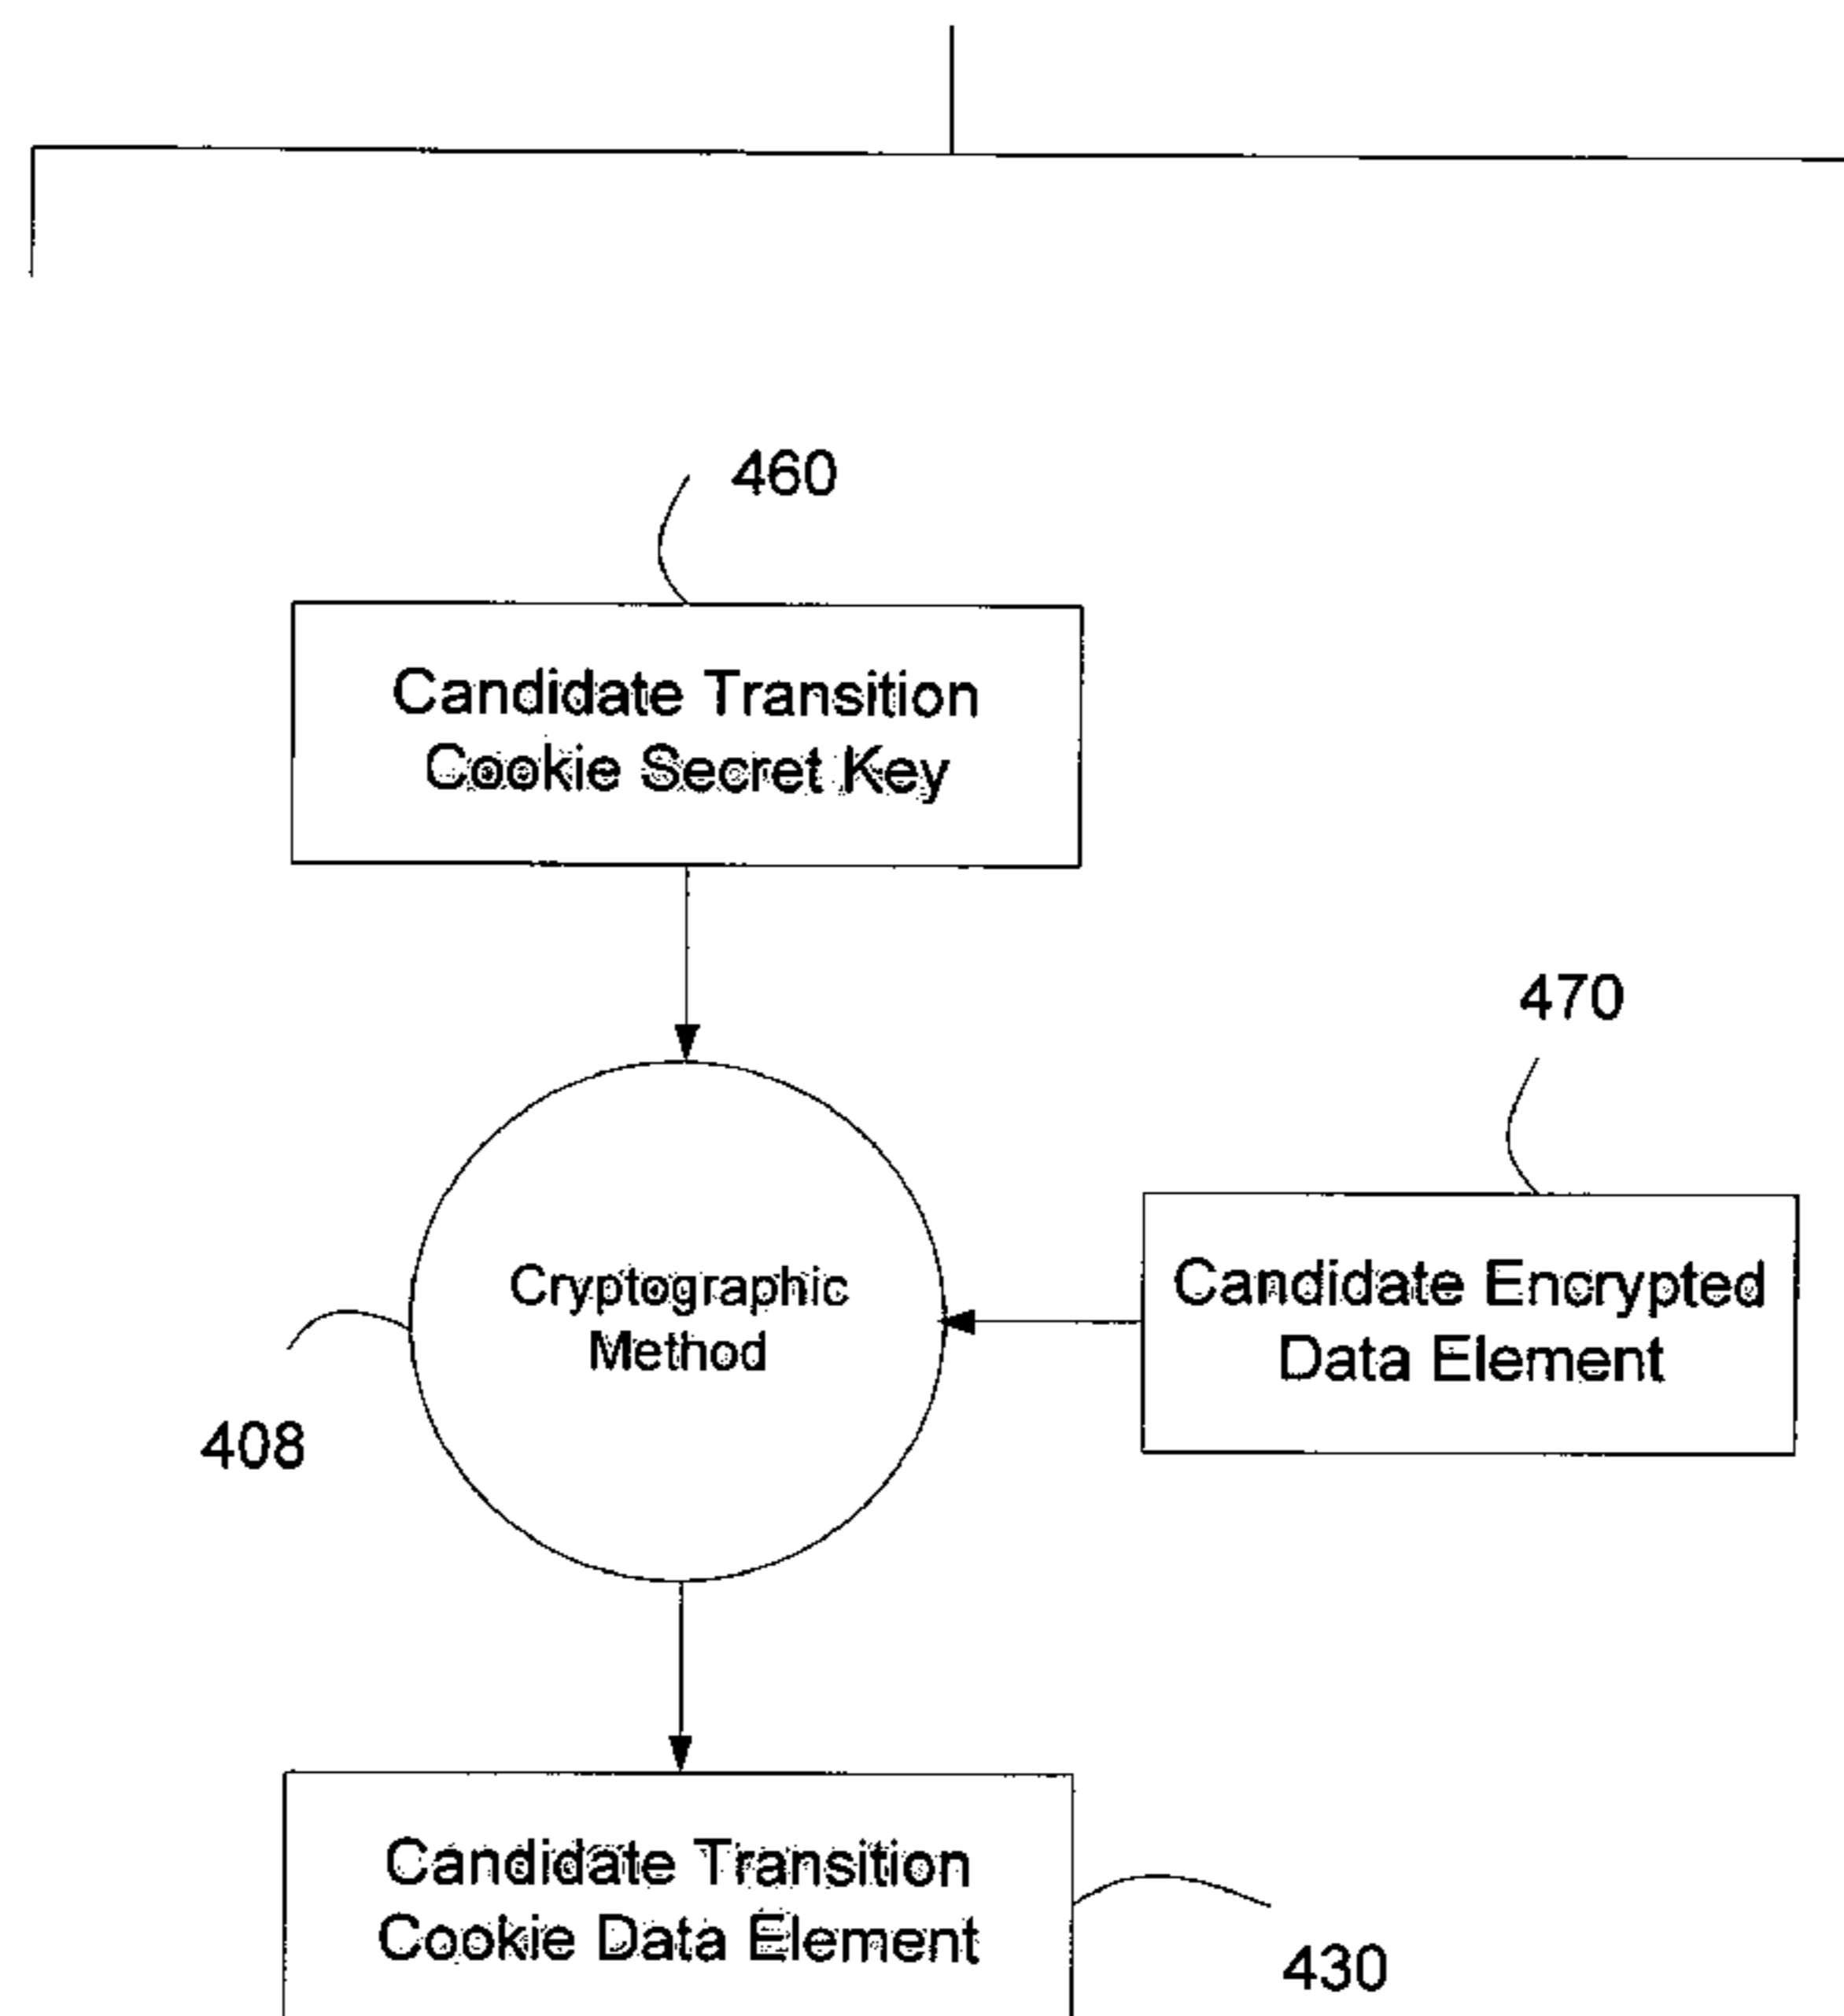 460
Candidate Transition
Cookie Secret Key
470
Cryptographic
Method
Candidate Encrypted
Data Element
408
Candidate Transition
Cookie Data Element
430